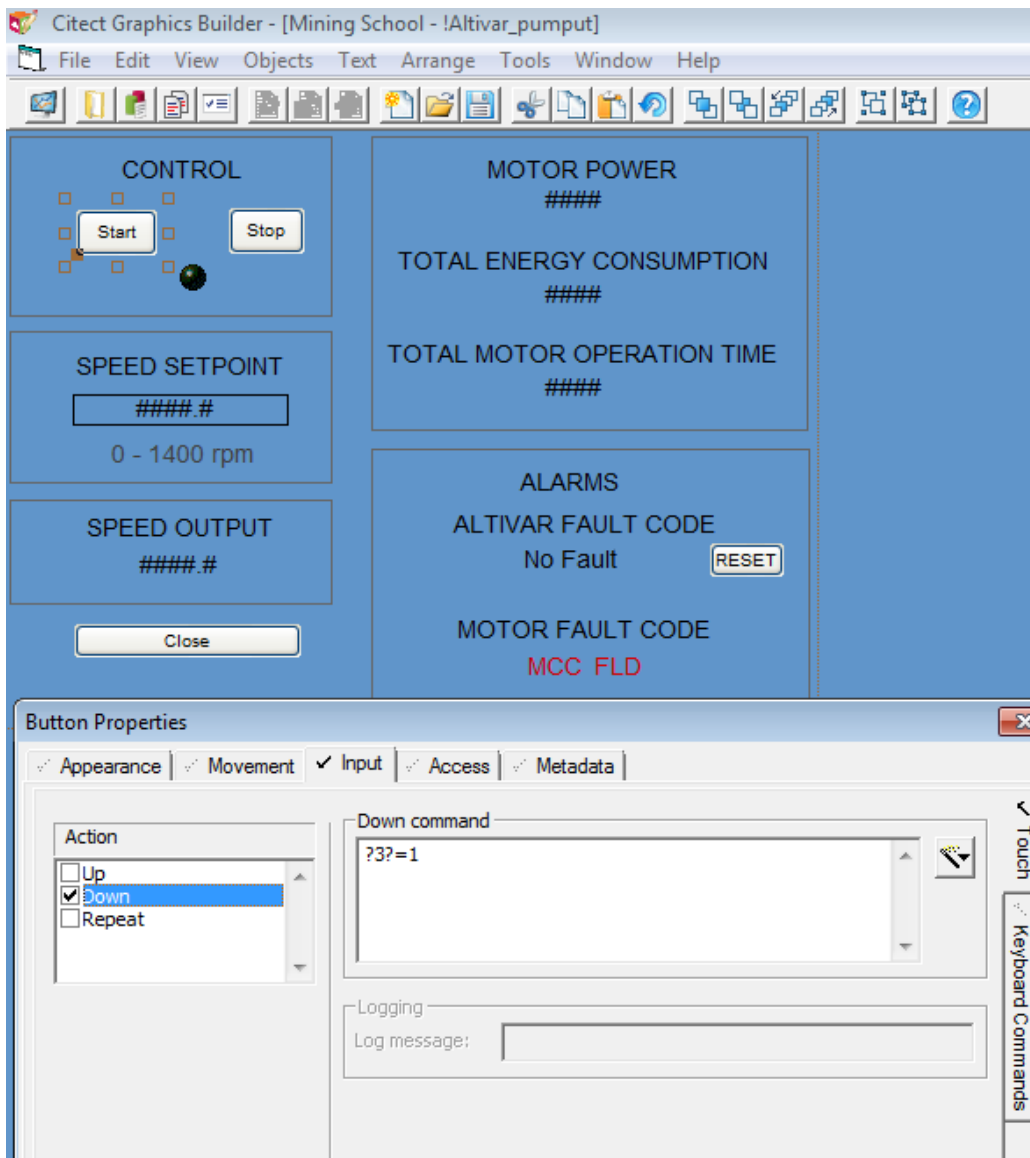 Citect Graphics Builder - [Mining School - !Altivar_pumput]
File Edit View Objects Text Arrange Tools Window Help
CONTROL
Start Stop
SPEED SETPOINT
####.#
0 - 1400 rpm
SPEED OUTPUT
####.#
Close
MOTOR POWER
####
TOTAL ENERGY CONSUMPTION
####
TOTAL MOTOR OPERATION TIME
####
ALARMS
ALTIVAR FAULT CODE
No Fault RESET
MOTOR FAULT CODE
MCC FLD
Button Properties
Appearance Movement Input Access Metadata
Action
Up
Down
Repeat
Down command
?3?=1
Logging
Log message:
Touch
Keyboard Commands